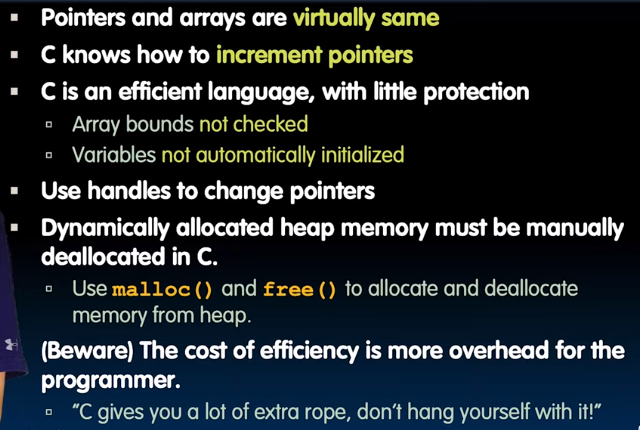 Pointers and arrays are virtually same
C knows how to increment pointers
C is an efficient language, with little protection
Array bounds not checked
Variables not automatically initialized
Use handles to change pointers
Dynamically allocated heap memory must be manually
deallocated in C.
Use malloc() and free() to allocate and deallocate
memory from heap.
(Beware) The cost of efficiency is more overhead for the
programmer.
“C gives you a lot of extra rope, don’t hang yourself with it!”